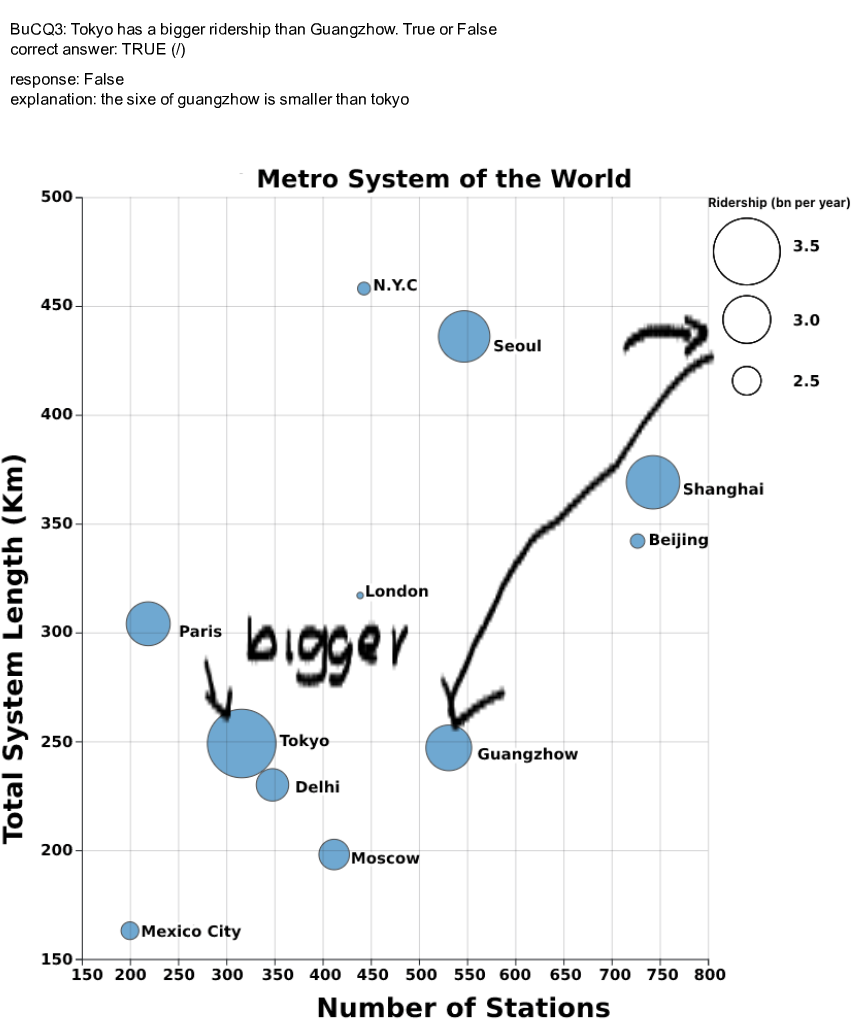 BuCQ3: Tokyo has a bigger ridership than Guangzhow. True or False
correct answer: TRUE (/)
response: False
explanation: the sixe of guangzhow is smaller than tokyo
Metro System of the World
Ridership (bn per year)
3.5
3.0
2.5
Total System Length (Km)
500
450
400
350
300
250
200
150
N.Y.C
Seoul
Shanghai
Beijing
London
Paris
bigger
Tokyo
Guangzhow
Delhi
Moscow
Mexico City
150 200 250 300 350 400 450 500 550 600 650 700 750 800
Number of Stations